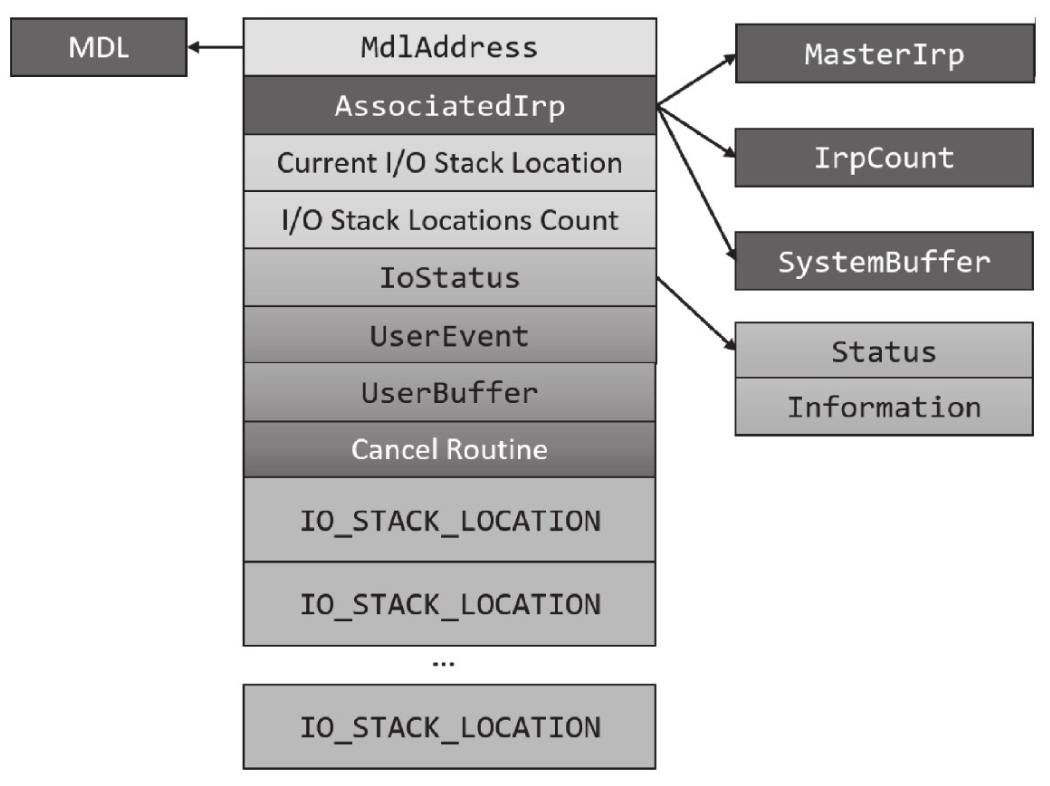 MDL
MdlAddress
AssociatedIrp
Current I/O Stack Location
I/O Stack Locations Count
IoStatus
UserEvent
UserBuffer
Cancel Routine
IO_STACK_LOCATION
IO_STACK_LOCATION
...
IO_STACK_LOCATION
MasterIrp
IrpCount
SystemBuffer
Status
Information